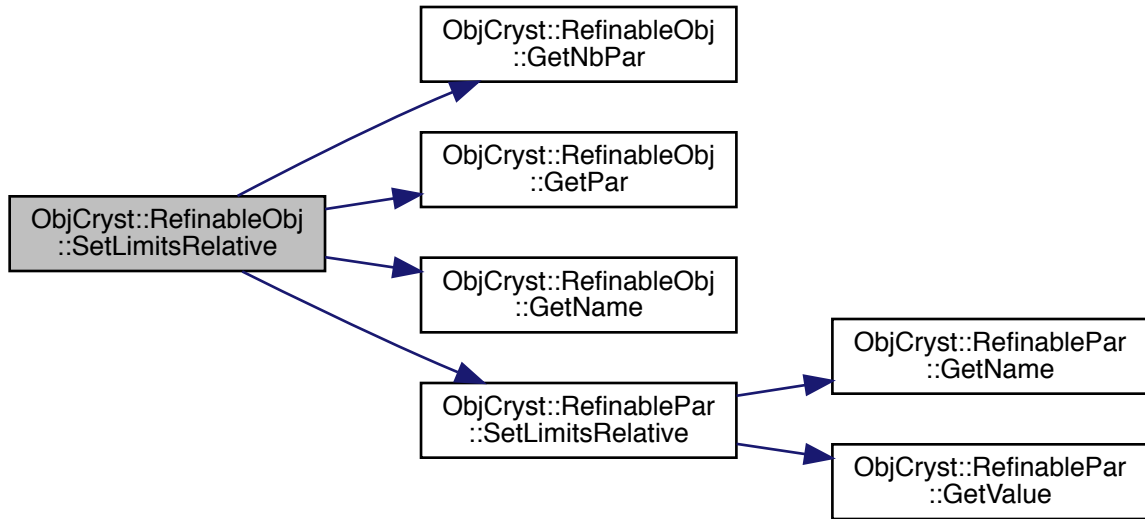 ObjCryst::RefinableObj
::GetNbPar
ObjCryst::RefinableObj
::GetPar
ObjCryst::RefinableObj
::SetLimitsRelative
ObjCryst::RefinableObj
::GetName
ObjCryst::RefinablePar
::SetLimitsRelative
ObjCryst::RefinablePar
::GetName
ObjCryst::RefinablePar
::GetValue